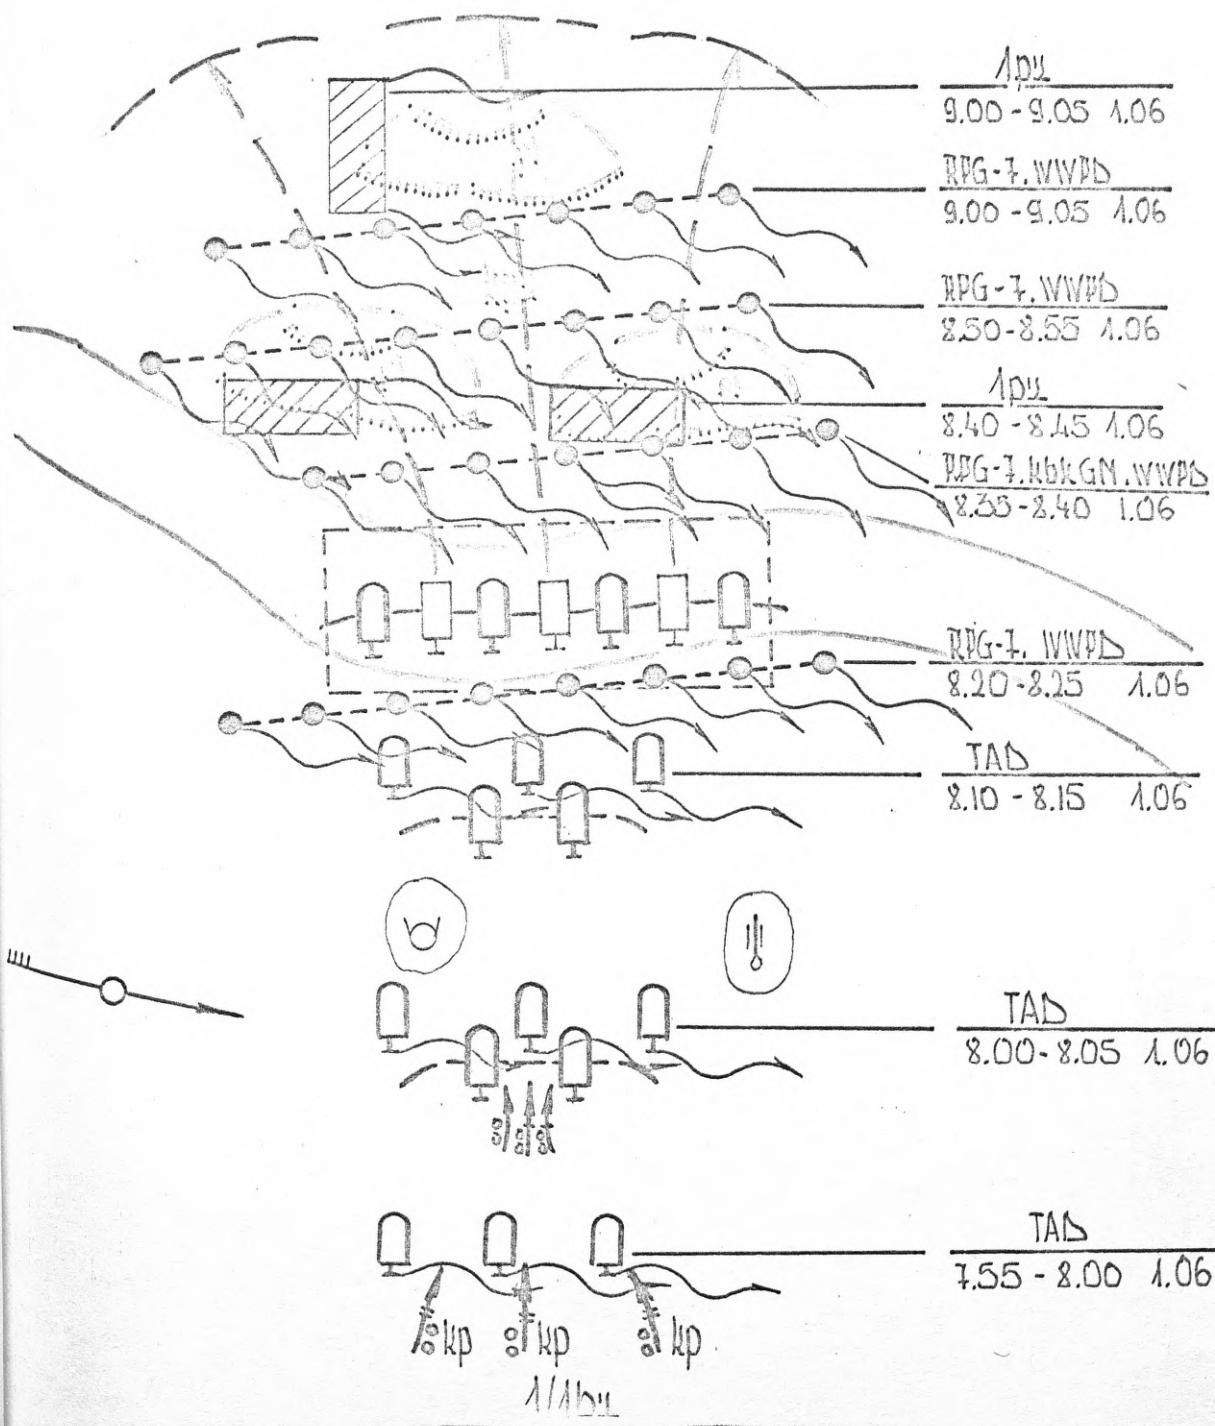 1pu
9.00 - 9.05 1.06
RPG-7. WWPD
9.00 - 9.05 1.06
RPG-7. WWPD
8.50-8.55 1.06
1pu
8.40 - 8.45 1.06
RPG-7. kbkGN. WWPD
8.35-8.40 1.06
RPG-7. WWPD
8.20-8.25 1.06
TAD
8.10 - 8.15 1.06
TAD
8.00-8.05 1.06
TAD
7.55 - 8.00 1.06
kp kp kp